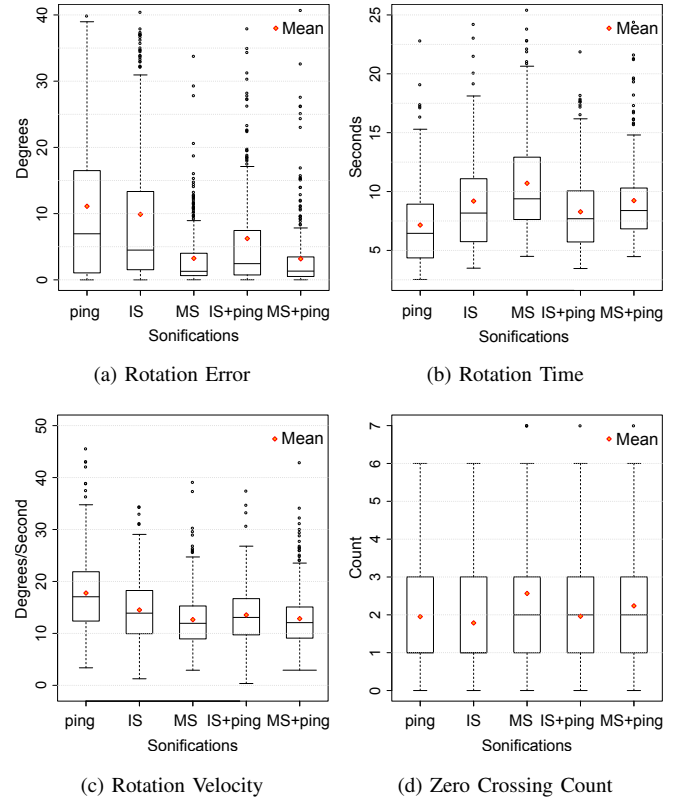 40
30
20
10
0
Degrees
Mean
ping IS MS IS+ping MS+ping
Sonifications
(a) Rotation Error
25
20
15
10
5
Seconds
Mean
ping IS MS IS+ping MS+ping
Sonifications
(b) Rotation Time
50
40
30
20
10
0
Degrees/Second
Mean
ping IS MS IS+ping MS+ping
Sonifications
(c) Rotation Velocity
7
6
5
4
3
2
1
0
Count
Mean
ping IS MS IS+ping MS+ping
Sonifications
(d) Zero Crossing Count